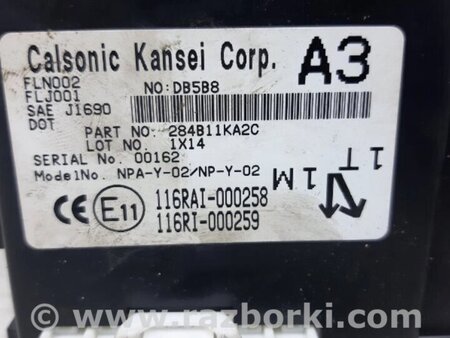 Calsonic Kansei Corp. A3
FLN002 NO:DB5B8
FLJ001
SAE J1690
DOT PART NO. 284B11KA2C
LOT NO. 1X14
SERIAL NO. 00162
ModelNo. NPA-Y-02/NP-Y-02
1M 1T
CE E11 116RAI-000258
116RI-000259
www.razborki.com